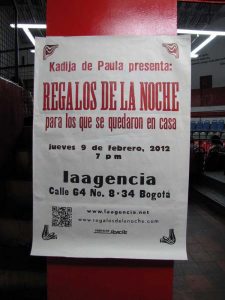 Kadija de Paula presenta:
REGALOS DE LA NOCHE
para los que se quedaron en casa
jueves 9 de febrero, 2012
7 pm
laagencia
Calle 64 No. 8-34 Bogotá
www.laagencia.net
www.regalosdelanoche.com